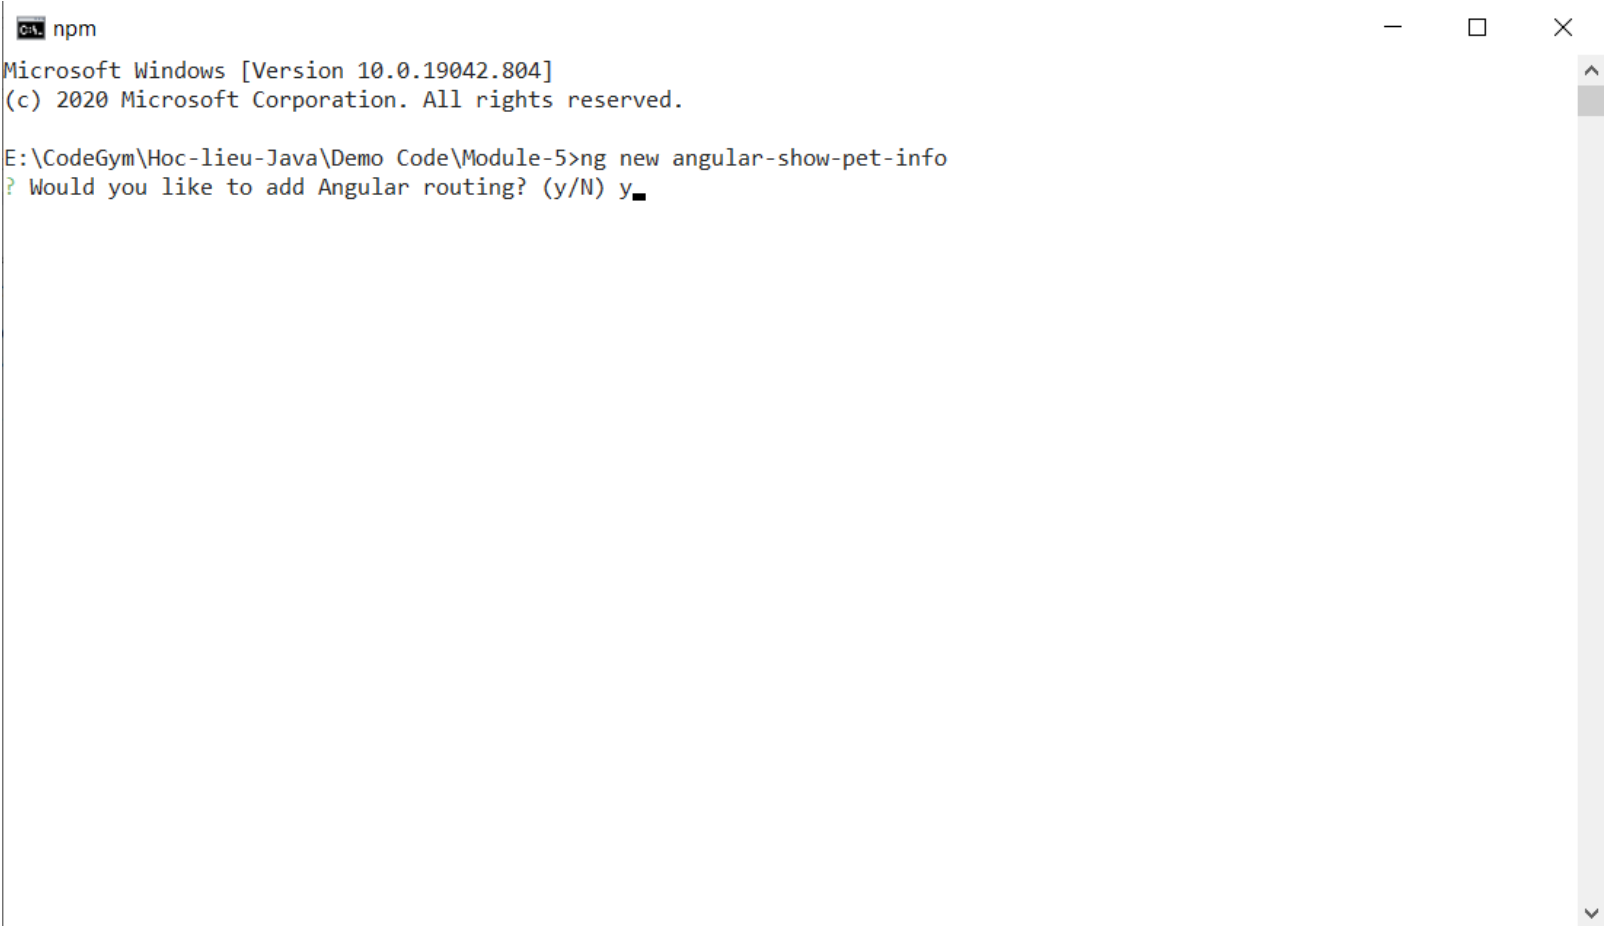 npm
Microsoft Windows [Version 10.0.19042.804]
(c) 2020 Microsoft Corporation. All rights reserved.
E:\CodeGym\Hoc-lieu-Java\Demo Code\Module-5>ng new angular-show-pet-info
? Would you like to add Angular routing? (y/N) y